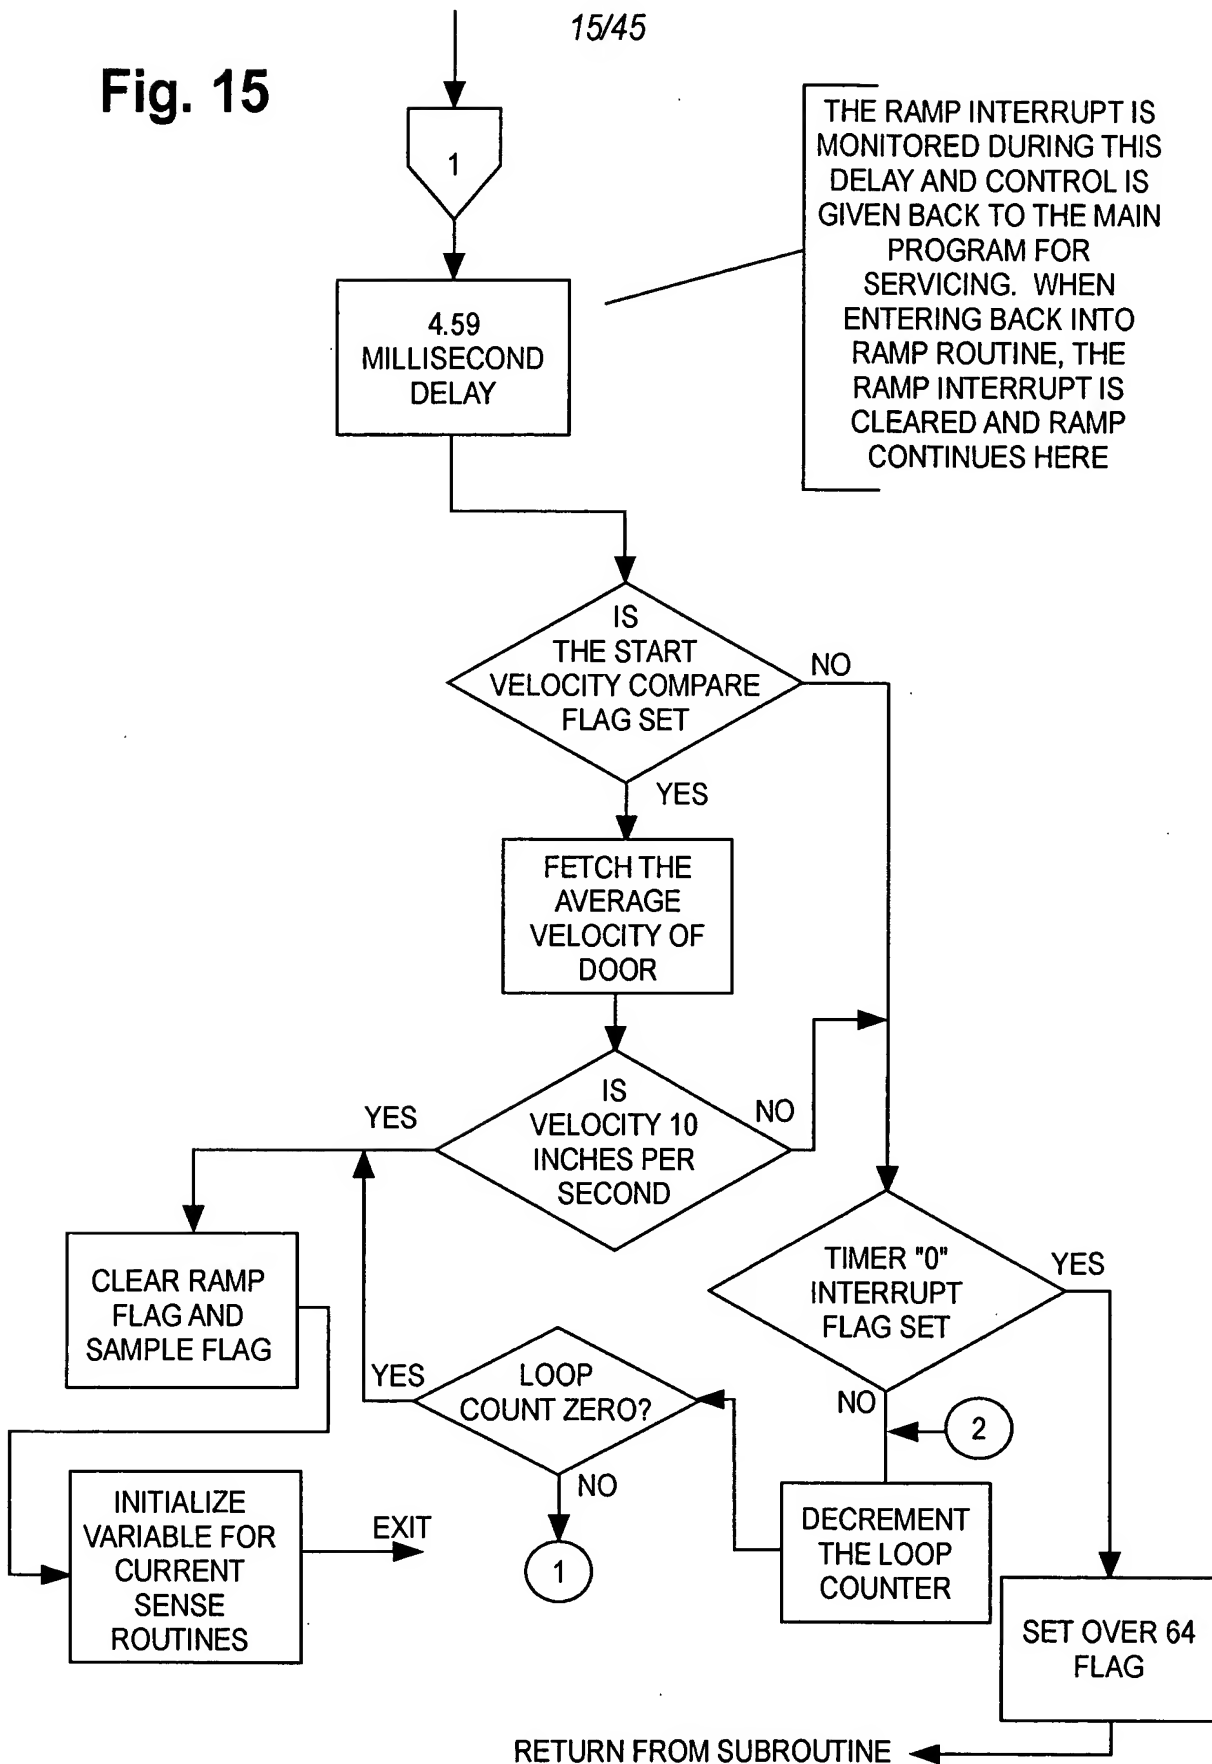 15/45
Fig. 15
1
THE RAMP INTERRUPT IS
MONITORED DURING THIS
DELAY AND CONTROL IS
GIVEN BACK TO THE MAIN
PROGRAM FOR
SERVICING. WHEN
ENTERING BACK INTO
RAMP ROUTINE, THE
RAMP INTERRUPT IS
CLEARED AND RAMP
CONTINUES HERE
4.59
MILLISECOND
DELAY
IS
THE START
VELOCITY COMPARE
FLAG SET
NO
YES
FETCH THE
AVERAGE
VELOCITY OF
DOOR
IS
VELOCITY 10
INCHES PER
SECOND
YES
NO
CLEAR RAMP
FLAG AND
SAMPLE FLAG
TIMER "0"
INTERRUPT
FLAG SET
YES
NO
2
LOOP
COUNT ZERO?
YES
NO
1
DECREMENT
THE LOOP
COUNTER
INITIALIZE
VARIABLE FOR
CURRENT
SENSE
ROUTINES
EXIT
SET OVER 64
FLAG
RETURN FROM SUBROUTINE